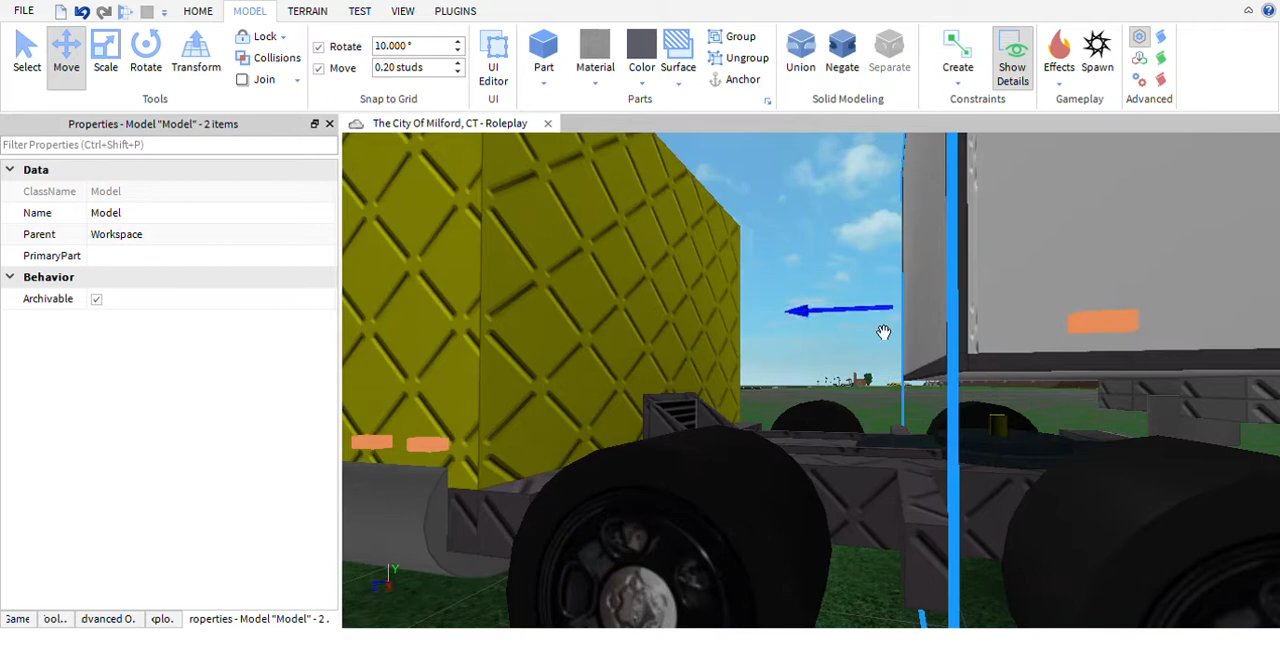 FILE HOME MODEL TERRAIN TEST VIEW PLUGINS
Select Move Scale Rotate Transform
Lock
Collisions
Join
Tools
Rotate 10.000 °
Move 0.20 studs
Snap to Grid
UI Editor
UI
Part Material Color Surface
Group
Ungroup
Anchor
Parts
Union Negate Separate
Solid Modeling
Create Show Details
Constraints
Effects Spawn
Gameplay
Advanced
Properties - Model "Model" - 2 items
The City Of Milford, CT - Roleplay
Filter Properties (Ctrl+Shift+P)
Data
ClassName Model
Name Model
Parent Workspace
PrimaryPart
Behavior
Archivable
Y
X
Game ool.. dvanced O. xplo. roperties - Model "Model" - 2 .